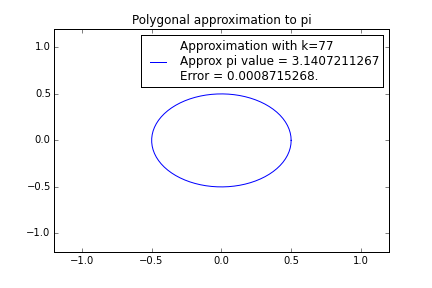 Polygonal approximation to pi
Approximation with k=77
Approx pi value = 3.1407211267
Error = 0.0008715268.
1.0
0.5
0.0
−0.5
−1.0
−1.0
−0.5
0.0
0.5
1.0